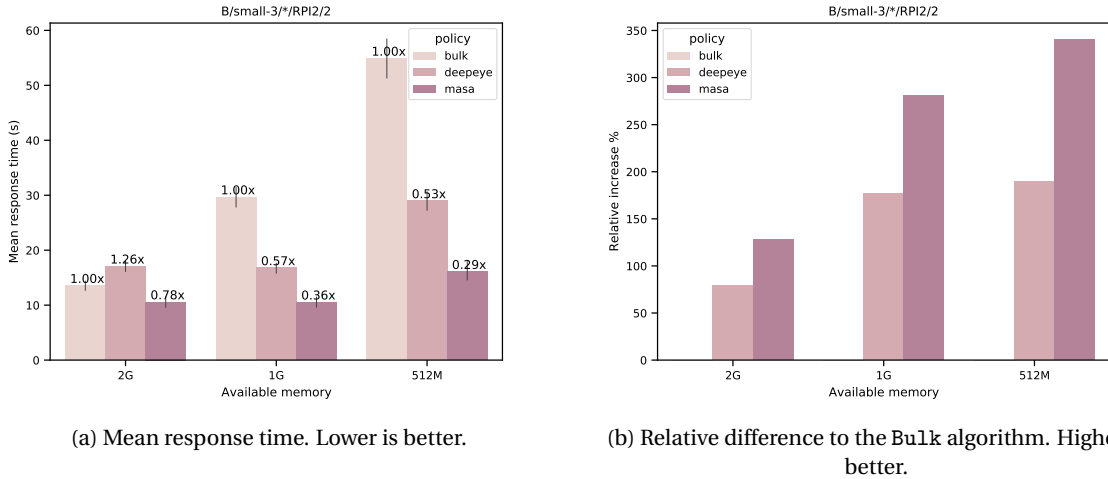 B/small-3/*/RPI2/2
60
50
40
30
20
10
0
Mean response time (s)
policy
bulk
deepeye
masa
1.00x
1.26x
0.78x
1.00x
0.57x
0.36x
1.00x
0.53x
0.29x
2G
1G
512M
Available memory
(a) Mean response time. Lower is better.
B/small-3/*/RPI2/2
350
300
250
200
150
100
50
0
Relative increase %
policy
bulk
deepeye
masa
2G
1G
512M
Available memory
(b) Relative difference to the Bulk algorithm. Highe
better.